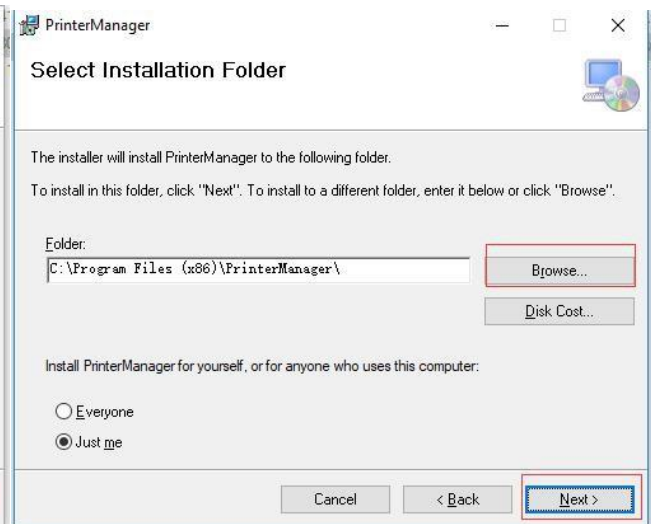 PrinterManager
Select Installation Folder
The installer will install PrinterManager to the following folder.
To install in this folder, click "Next". To install to a different folder, enter it below or click "Browse".
Folder:
C:\Program Files (x86)\PrinterManager\
Browse...
Disk Cost...
Install PrinterManager for yourself, or for anyone who uses this computer:
Everyone
Just me
Cancel
< Back
Next >